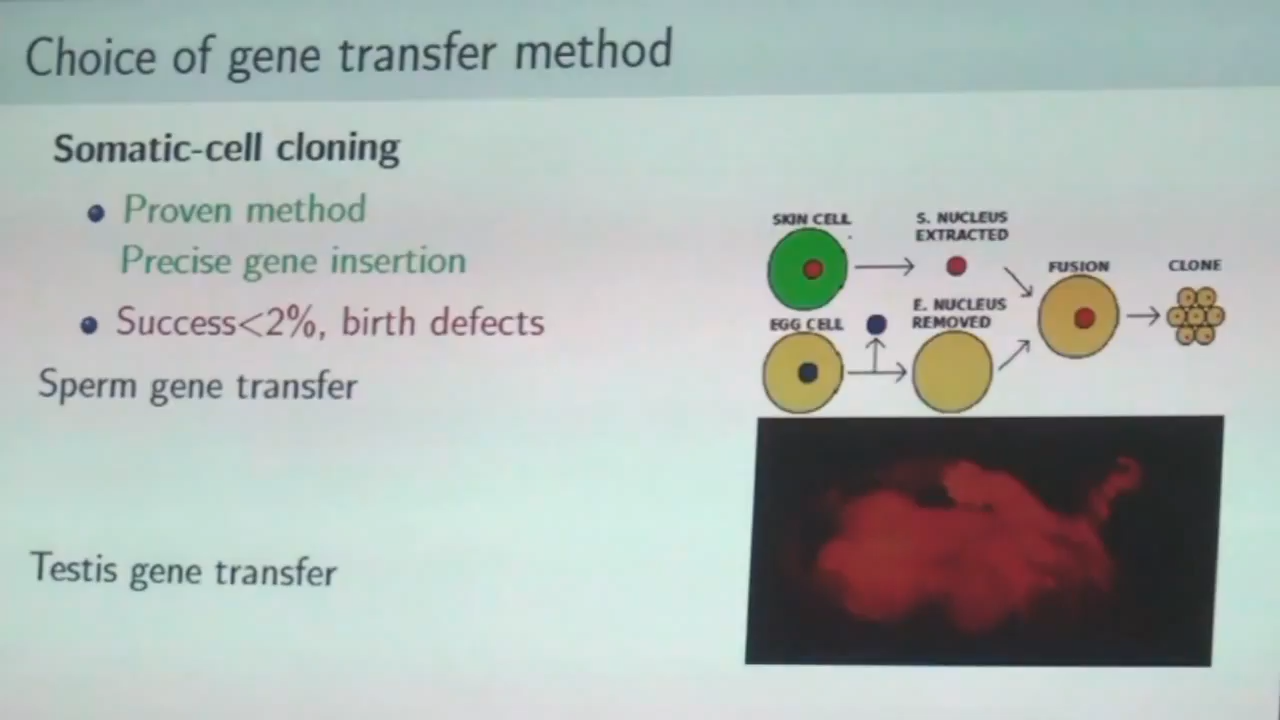 Choice of gene transfer method
Somatic-cell cloning
Proven method
Precise gene insertion
Success<2%, birth defects
Sperm gene transfer
Testis gene transfer
SKIN CELL
S. NUCLEUS
EXTRACTED
FUSION
CLONE
EGG CELL
E. NUCLEUS
REMOVED